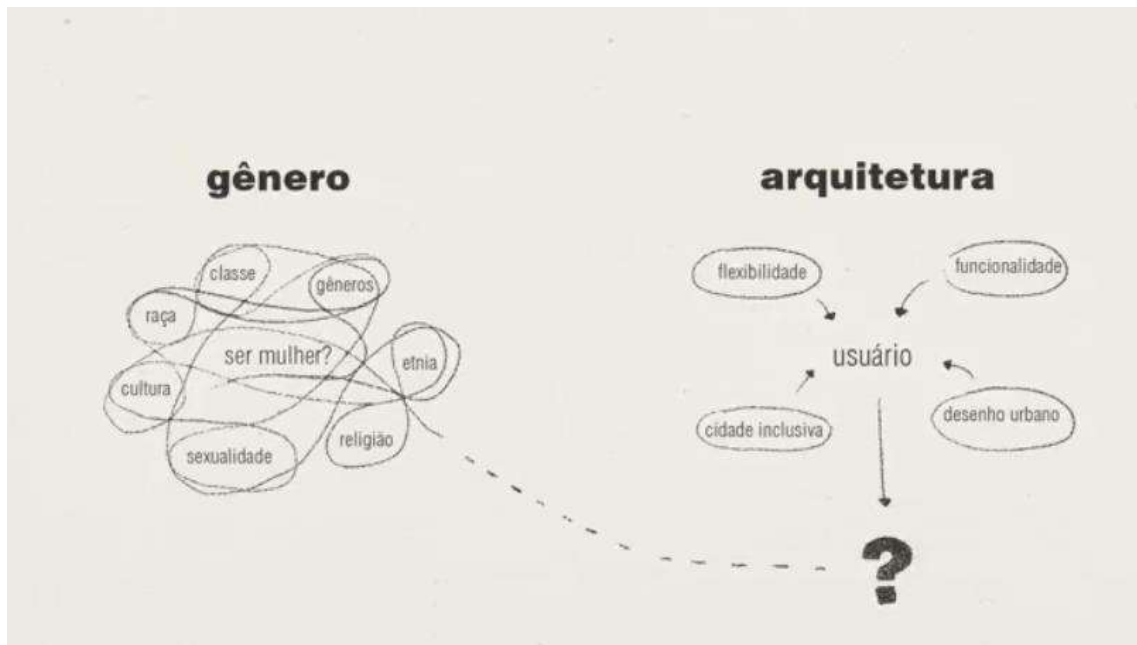 gênero
classe
gêneros
raça
ser mulher?
etnia
cultura
religião
sexualidade
arquitetura
flexibilidade
funcionalidade
usuário
cidade inclusiva
desenho urbano
?